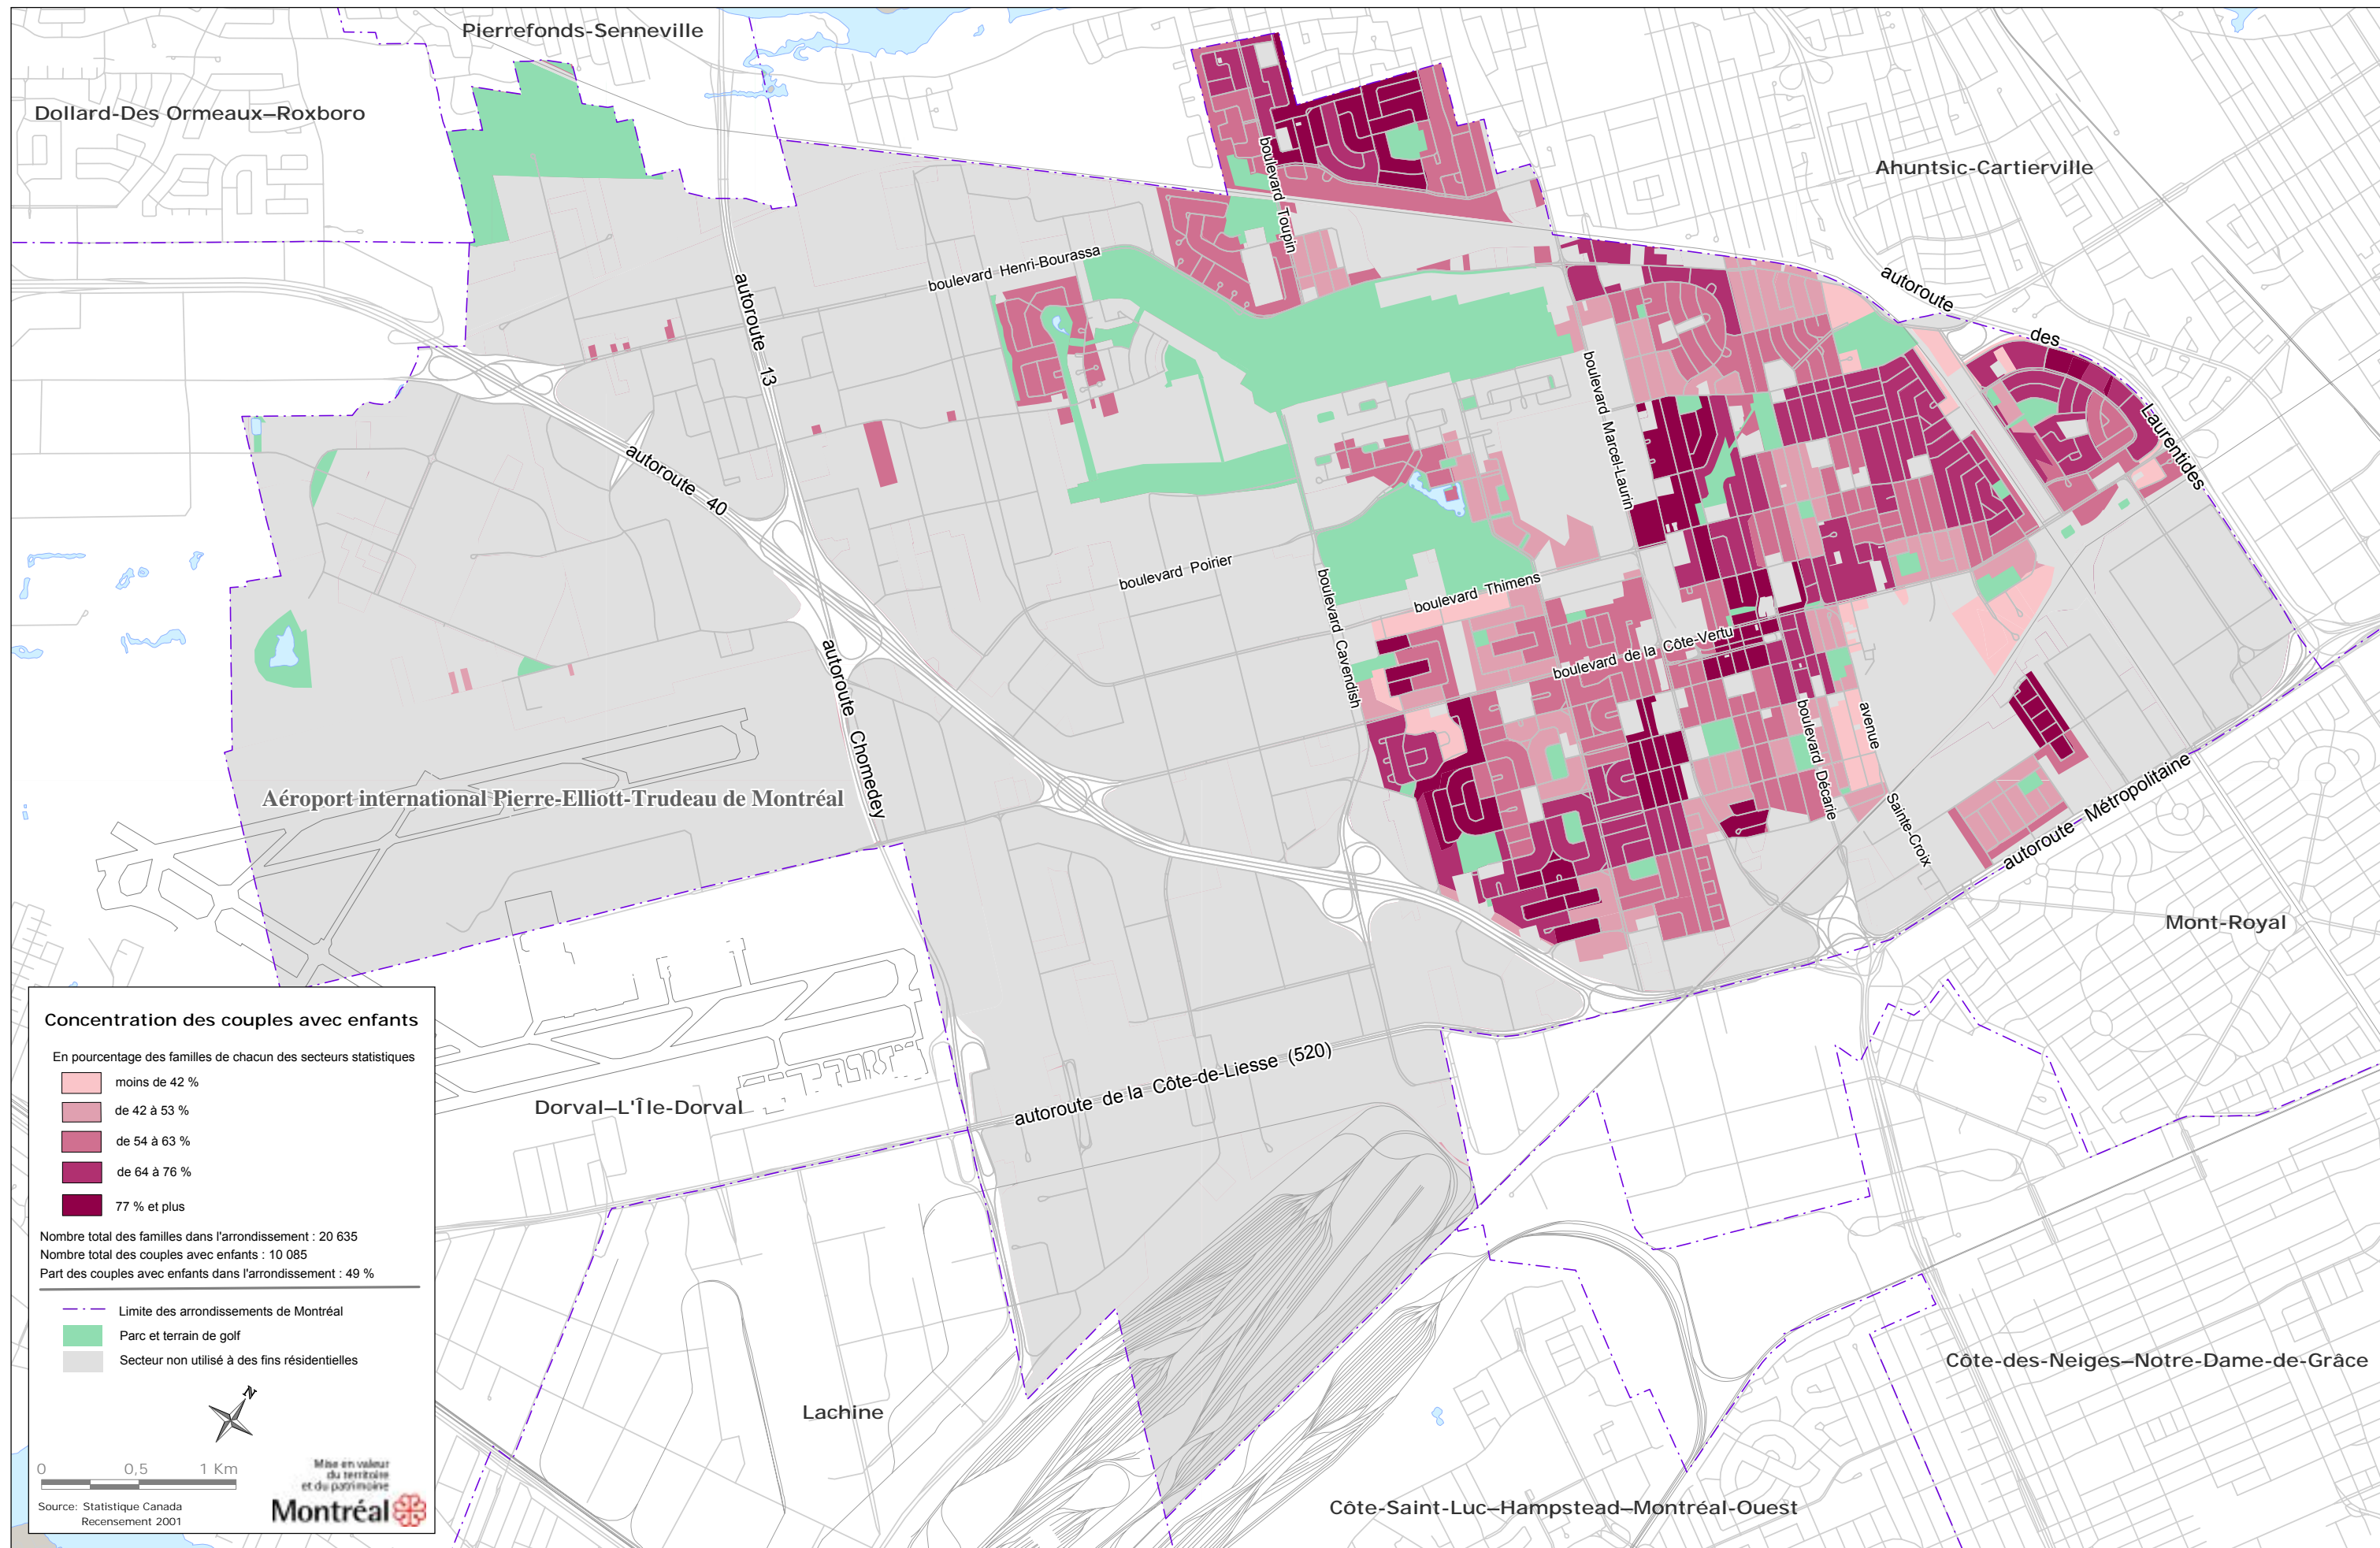 Pierrefonds-Senneville
Dollard-Des Ormeaux–Roxboro
Ahuntsic-Cartierville
boulevard Toupin
boulevard Henri-Bourassa
autoroute 13
autoroute des Laurentides
boulevard Marcel-Laurin
autoroute 40
boulevard Poirier
boulevard Thimens
boulevard Cavendish
boulevard de la Côte-Vertu
autoroute Chomedey
boulevard Décarie
avenue Sainte-Croix
autoroute Métropolitaine
Aéroport international Pierre-Elliott-Trudeau de Montréal
Mont-Royal
autoroute de la Côte-de-Liesse (520)
Dorval–L'Île-Dorval
Lachine
Côte-des-Neiges–Notre-Dame-de-Grâce
Côte-Saint-Luc–Hampstead–Montréal-Ouest
Concentration des couples avec enfants
En pourcentage des familles de chacun des secteurs statistiques
moins de 42 %
de 42 à 53 %
de 54 à 63 %
de 64 à 76 %
77 % et plus
Nombre total des familles dans l'arrondissement : 20 635
Nombre total des couples avec enfants : 10 085
Part des couples avec enfants dans l'arrondissement : 49 %
Limite des arrondissements de Montréal
Parc et terrain de golf
Secteur non utilisé à des fins résidentielles
N
0 0,5 1 Km
Source: Statistique Canada
Recensement 2001
Mise en valeur
du territoire
et du patrimoine
Montréal